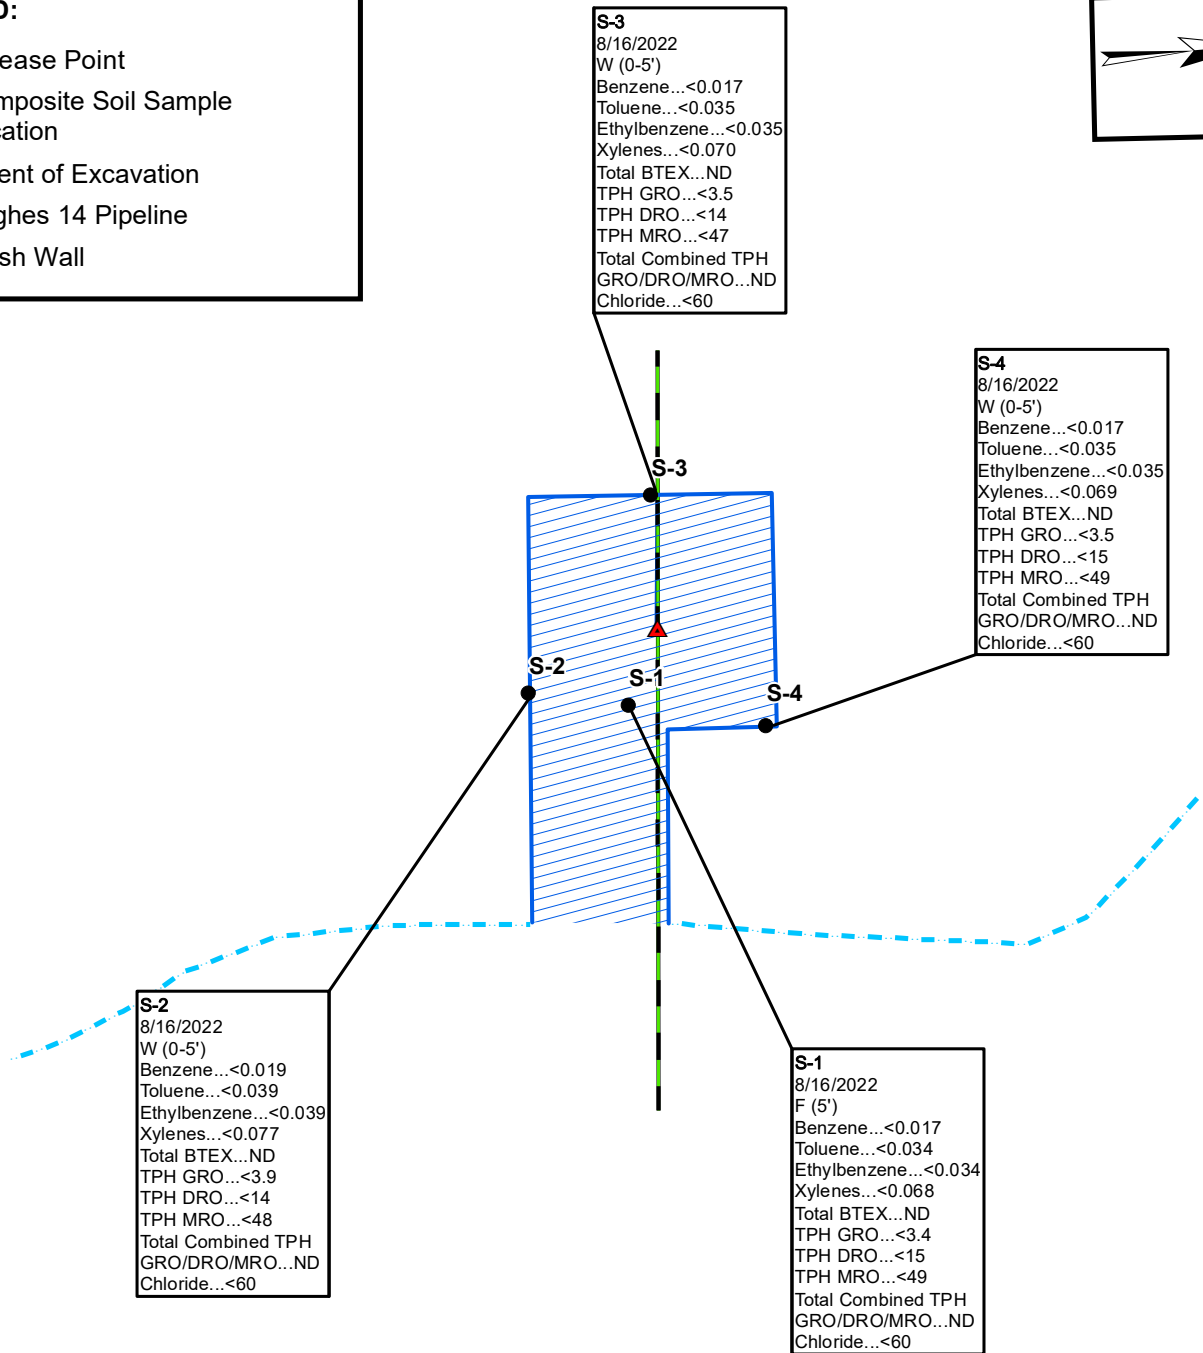 D:
ease Point
mposite Soil Sample
cation
ent of Excavation
ghes 14 Pipeline
sh Wall
S-3
8/16/2022
W (0-5')
Benzene...<0.017
Toluene...<0.035
Ethylbenzene...<0.035
Xylenes...<0.070
Total BTEX...ND
TPH GRO...<3.5
TPH DRO...<14
TPH MRO...<47
Total Combined TPH
GRO/DRO/MRO...ND
Chloride...<60
S-4
8/16/2022
W (0-5')
Benzene...<0.017
Toluene...<0.035
Ethylbenzene...<0.035
Xylenes...<0.069
Total BTEX...ND
TPH GRO...<3.5
TPH DRO...<15
TPH MRO...<49
Total Combined TPH
GRO/DRO/MRO...ND
Chloride...<60
S-3
S-2
S-1
S-4
S-2
8/16/2022
W (0-5')
Benzene...<0.019
Toluene...<0.039
Ethylbenzene...<0.039
Xylenes...<0.077
Total BTEX...ND
TPH GRO...<3.9
TPH DRO...<14
TPH MRO...<48
Total Combined TPH
GRO/DRO/MRO...ND
Chloride...<60
S-1
8/16/2022
F (5')
Benzene...<0.017
Toluene...<0.034
Ethylbenzene...<0.034
Xylenes...<0.068
Total BTEX...ND
TPH GRO...<3.4
TPH DRO...<15
TPH MRO...<49
Total Combined TPH
GRO/DRO/MRO...ND
Chloride...<60